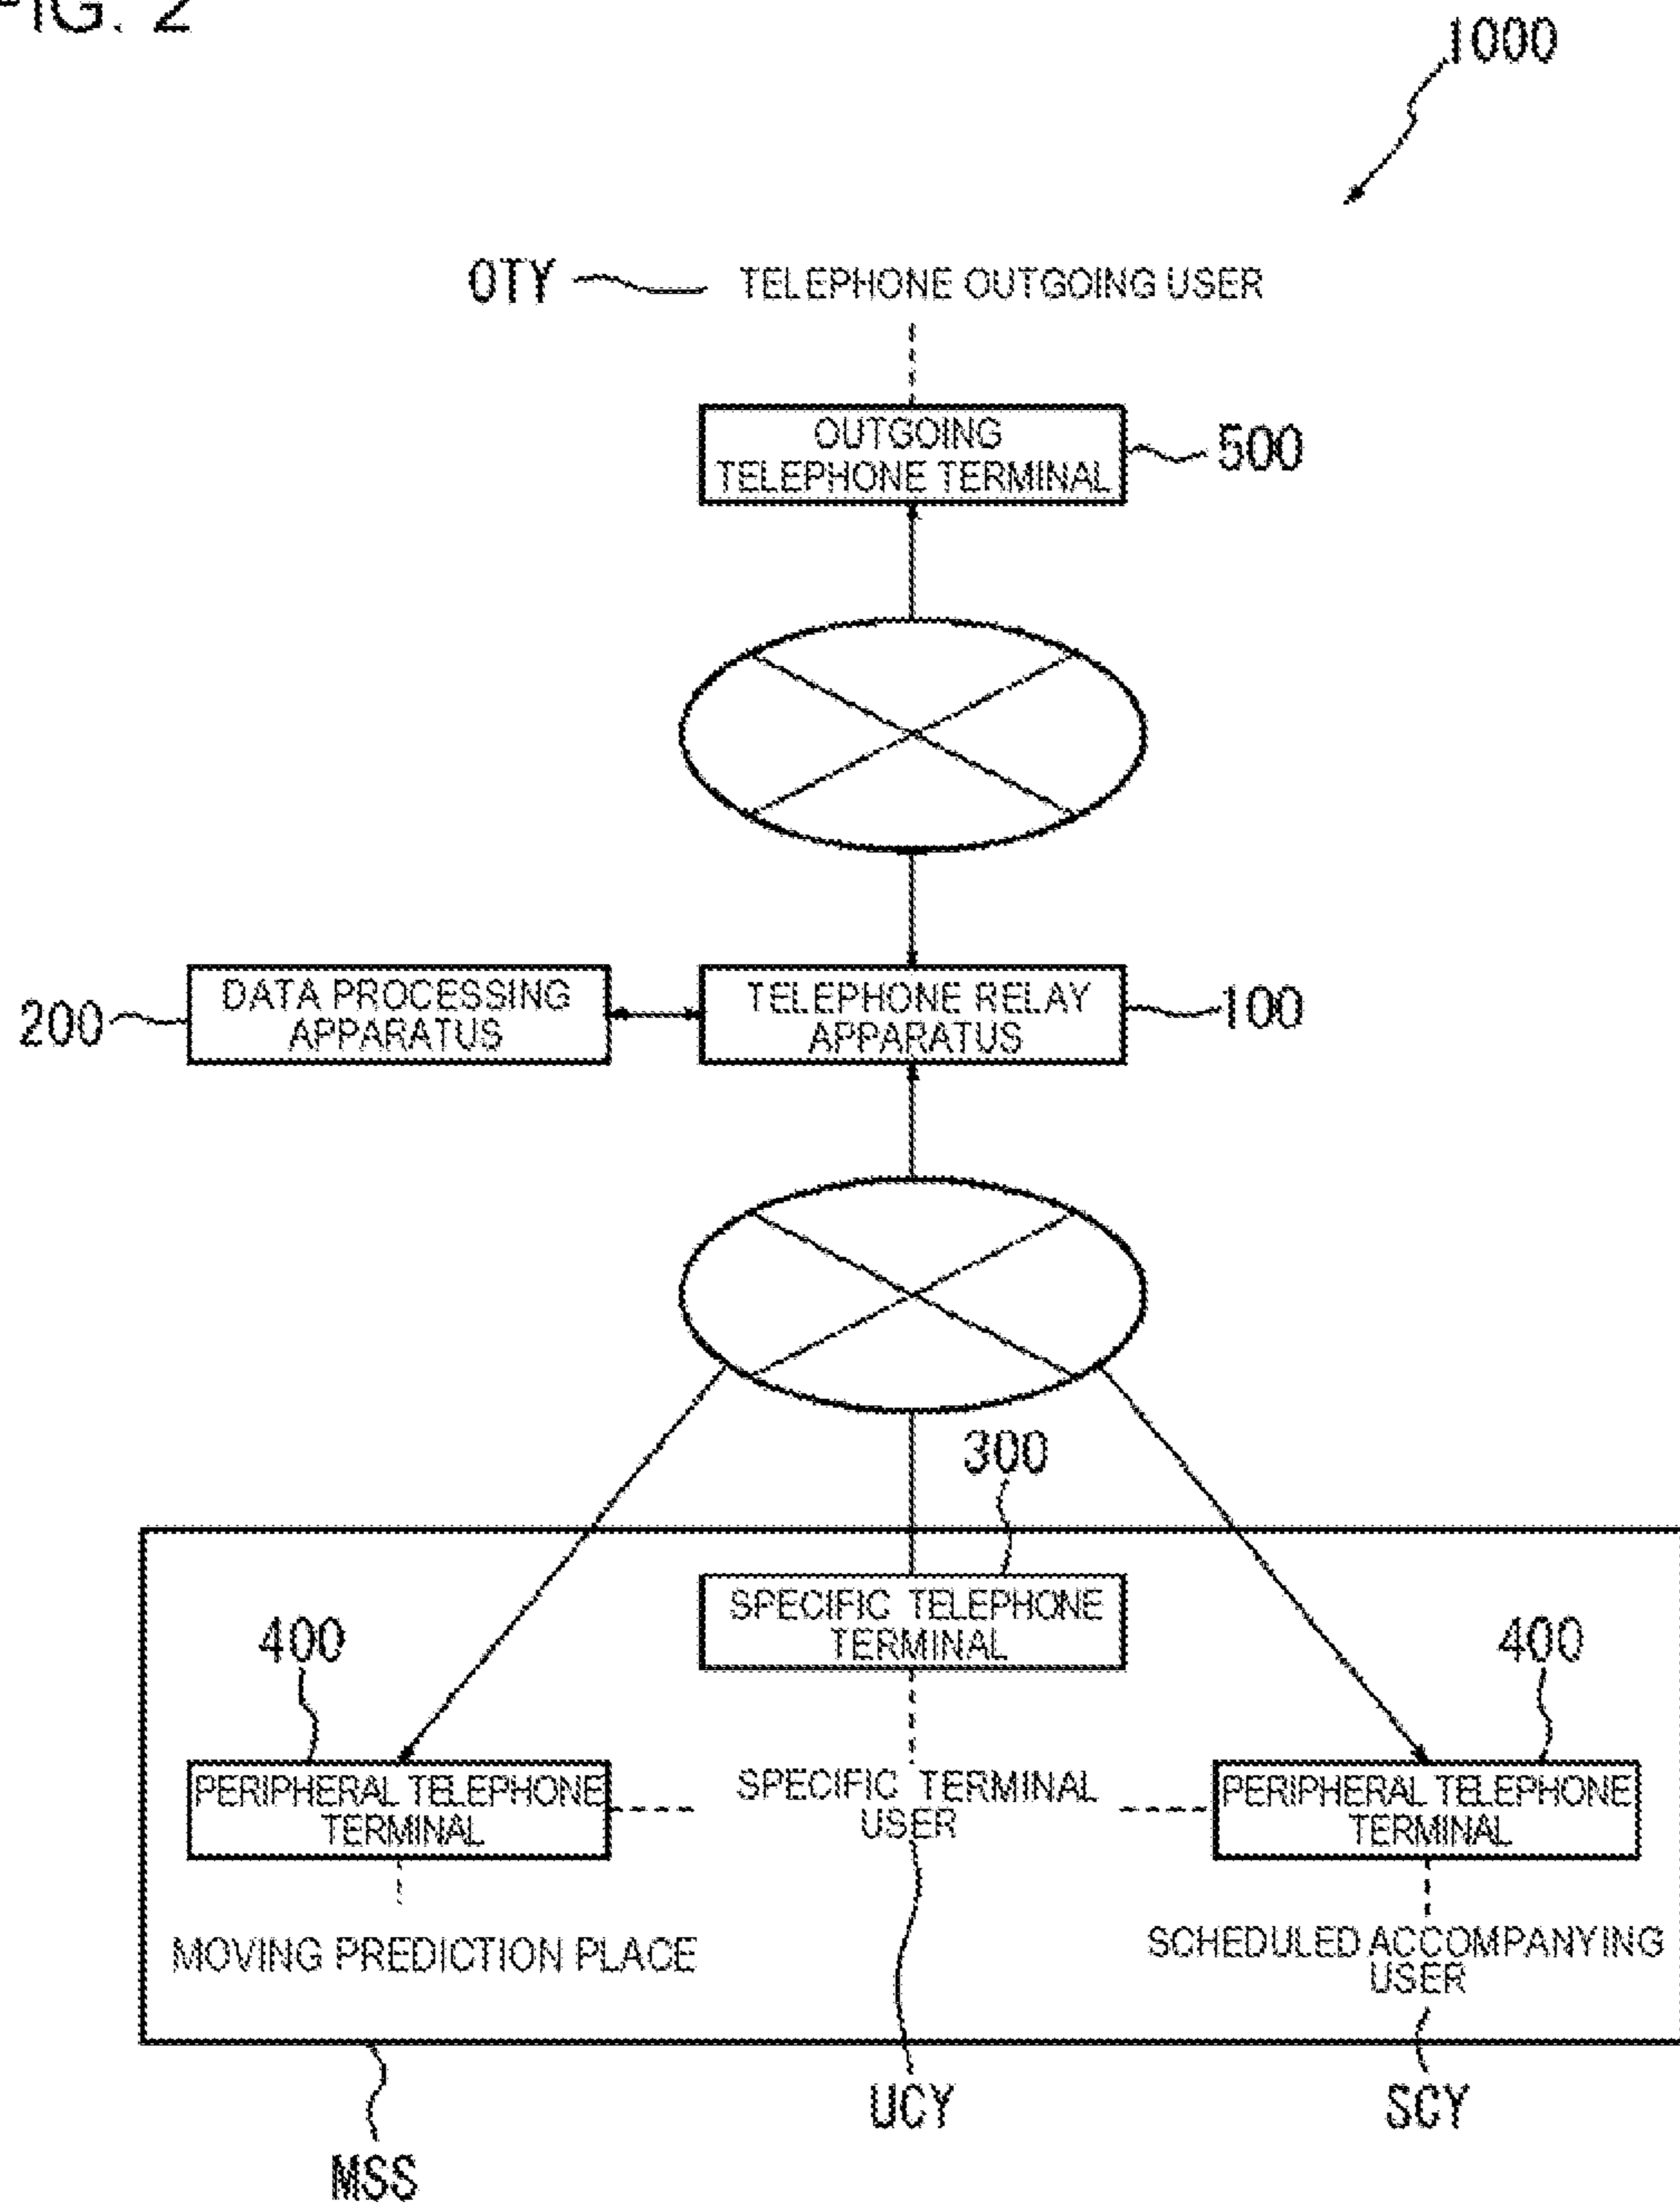 FIG. 2
1000
OTY
TELEPHONE OUTGOING USER
OUTGOING
TELEPHONE TERMINAL
500
200
DATA PROCESSING
APPARATUS
TELEPHONE RELAY
APPARATUS
100
300
SPECIFIC TELEPHONE
TERMINAL
400
400
PERIPHERAL TELEPHONE
TERMINAL
SPECIFIC TERMINAL
USER
PERIPHERAL TELEPHONE
TERMINAL
MOVING PREDICTION PLACE
SCHEDULED ACCOMPANYING
USER
UCY
SCY
MSS